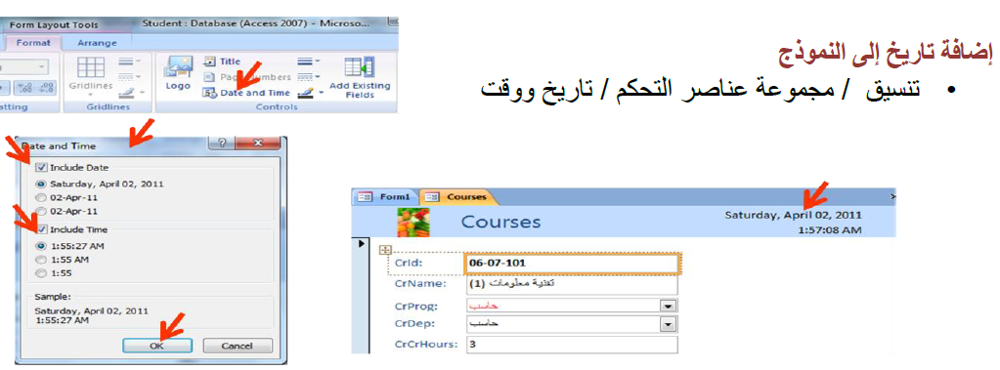 إضافة تاريخ إلى النموذج
• تنسيق / مجموعة عناصر التحكم / تاريخ ووقت
Form Layout Tools
Student : Database (Access 2007) - Microso...
Format Arrange
Gridlines
Logo
Title
Page Numbers
Date and Time
Add Existing Fields
tting Gridlines Controls
Date and Time
Include Date
Saturday, April 02, 2011
02-Apr-11
02-Apr-11
Include Time
1:55:27 AM
1:55 AM
1:55
Sample:
Saturday, April 02, 2011
1:55:27 AM
OK Cancel
Form1 Courses
Courses
Saturday, April 02, 2011
1:57:08 AM
CrId: 06-07-101
CrName: تقنية معلومات (1)
CrProg: حاسب
CrDep: حاسب
CrCrHours: 3